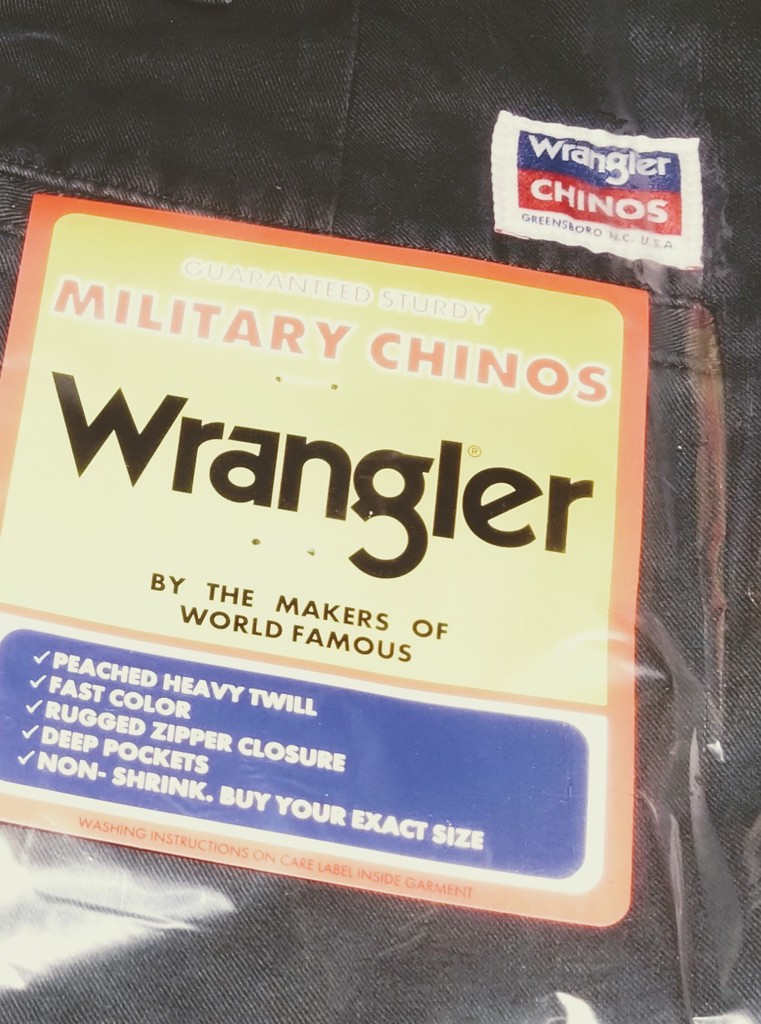 Wrangler
CHINOS
GREENSBORO N.C. U.S.A.
GUARANTEED STURDY
MILITARY CHINOS
Wrangler®
BY THE MAKERS OF
WORLD FAMOUS
✓PEACHED HEAVY TWILL
✓FAST COLOR
✓RUGGED ZIPPER CLOSURE
✓DEEP POCKETS
✓NON- SHRINK. BUY YOUR EXACT SIZE
WASHING INSTRUCTIONS ON CARE LABEL INSIDE GARMENT